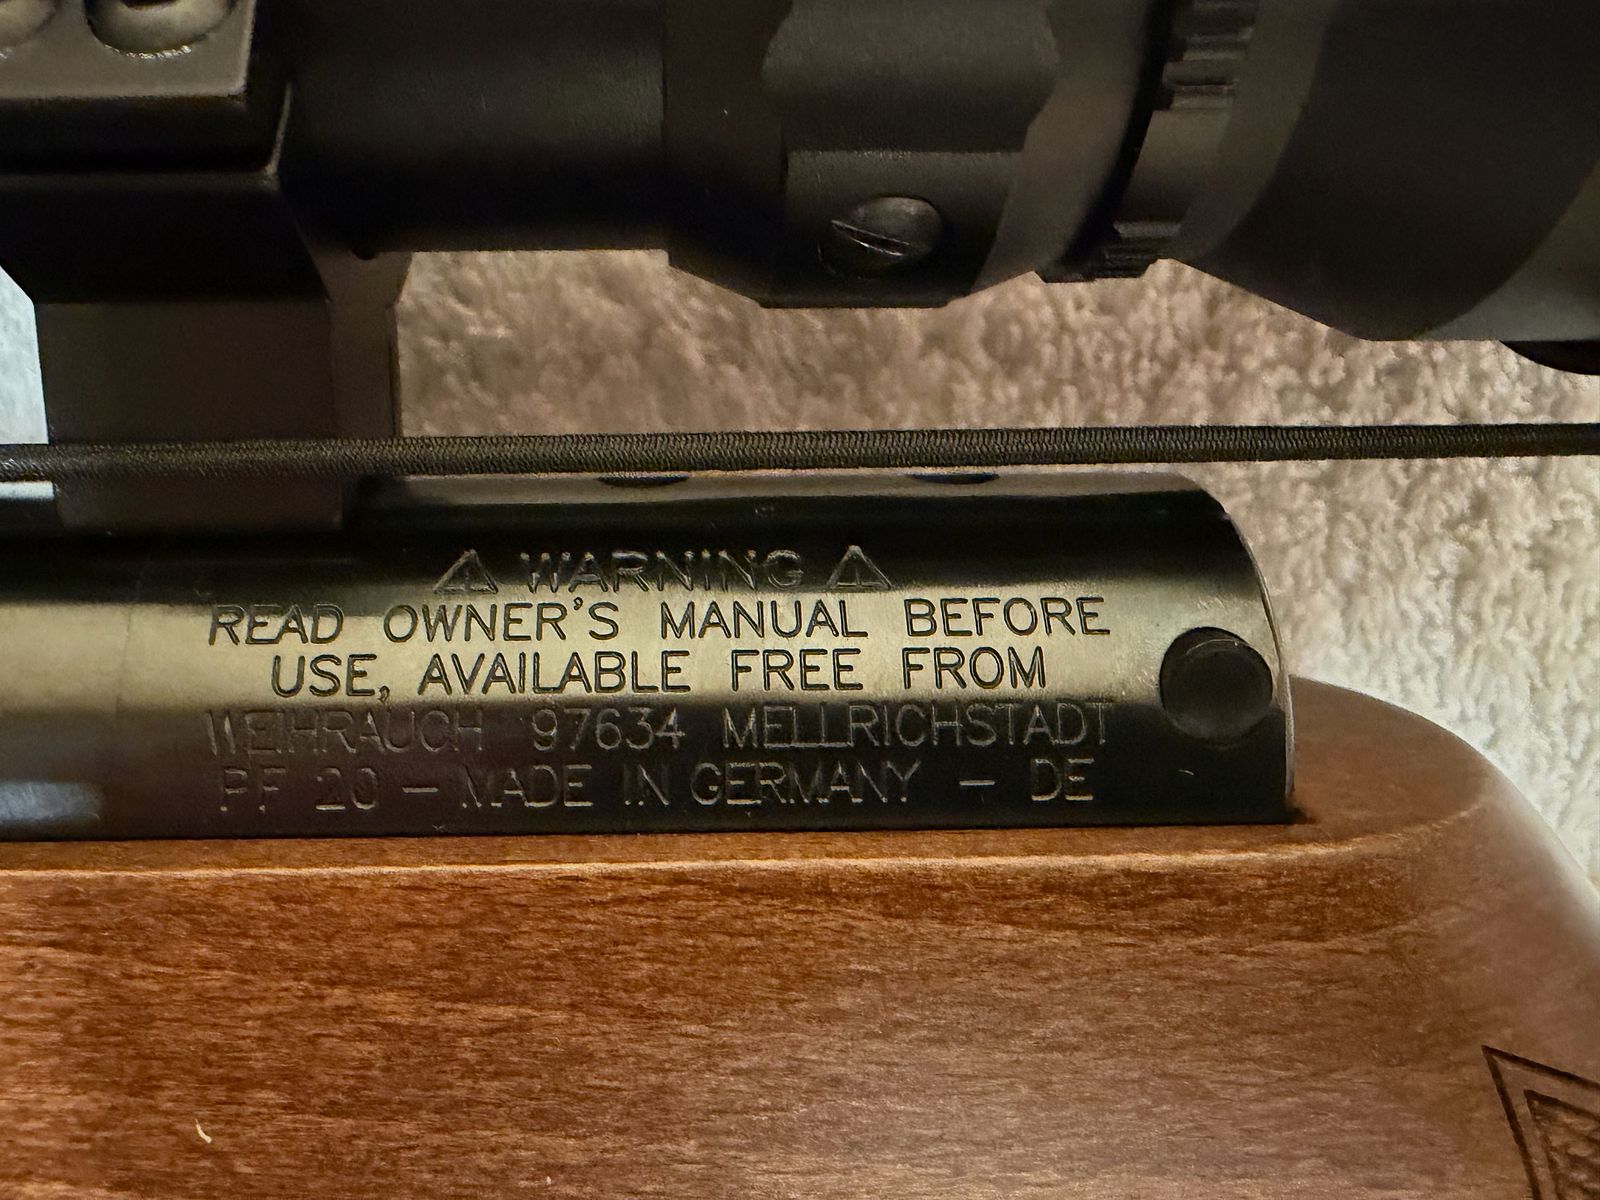 ⚠ WARNING ⚠
READ OWNER'S MANUAL BEFORE
USE, AVAILABLE FREE FROM
WEIHRAUCH 97634 MELLRICHSTADT
PF 20 – MADE IN GERMANY – DE